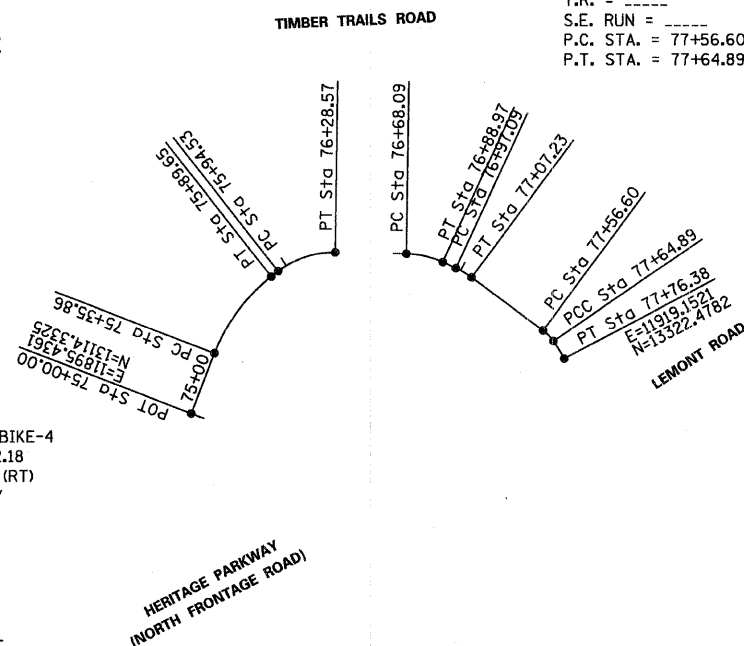 TIMBER TRAILS ROAD
T.R. = _____
S.E. RUN = _____
P.C. STA. = 77+56.60
P.T. STA. = 77+64.89
POT Sta 75+00.00
E=11895.4361
N=13114.3325
75+00
PC Sta 75+35.86
PT Sta 75+89.65
PC Sta 75+94.53
PT Sta 76+28.57
PC Sta 76+68.09
PT Sta 76+88.97
PC Sta 76+97.09
PT Sta 77+07.23
PC Sta 77+56.60
PCC Sta 77+64.89
PT Sta 77+76.38
E=11919.1521
N=13322.4782
LEMONT ROAD
BIKE-4
.18
(RT)
HERITAGE PARKWAY
(NORTH FRONTAGE ROAD)